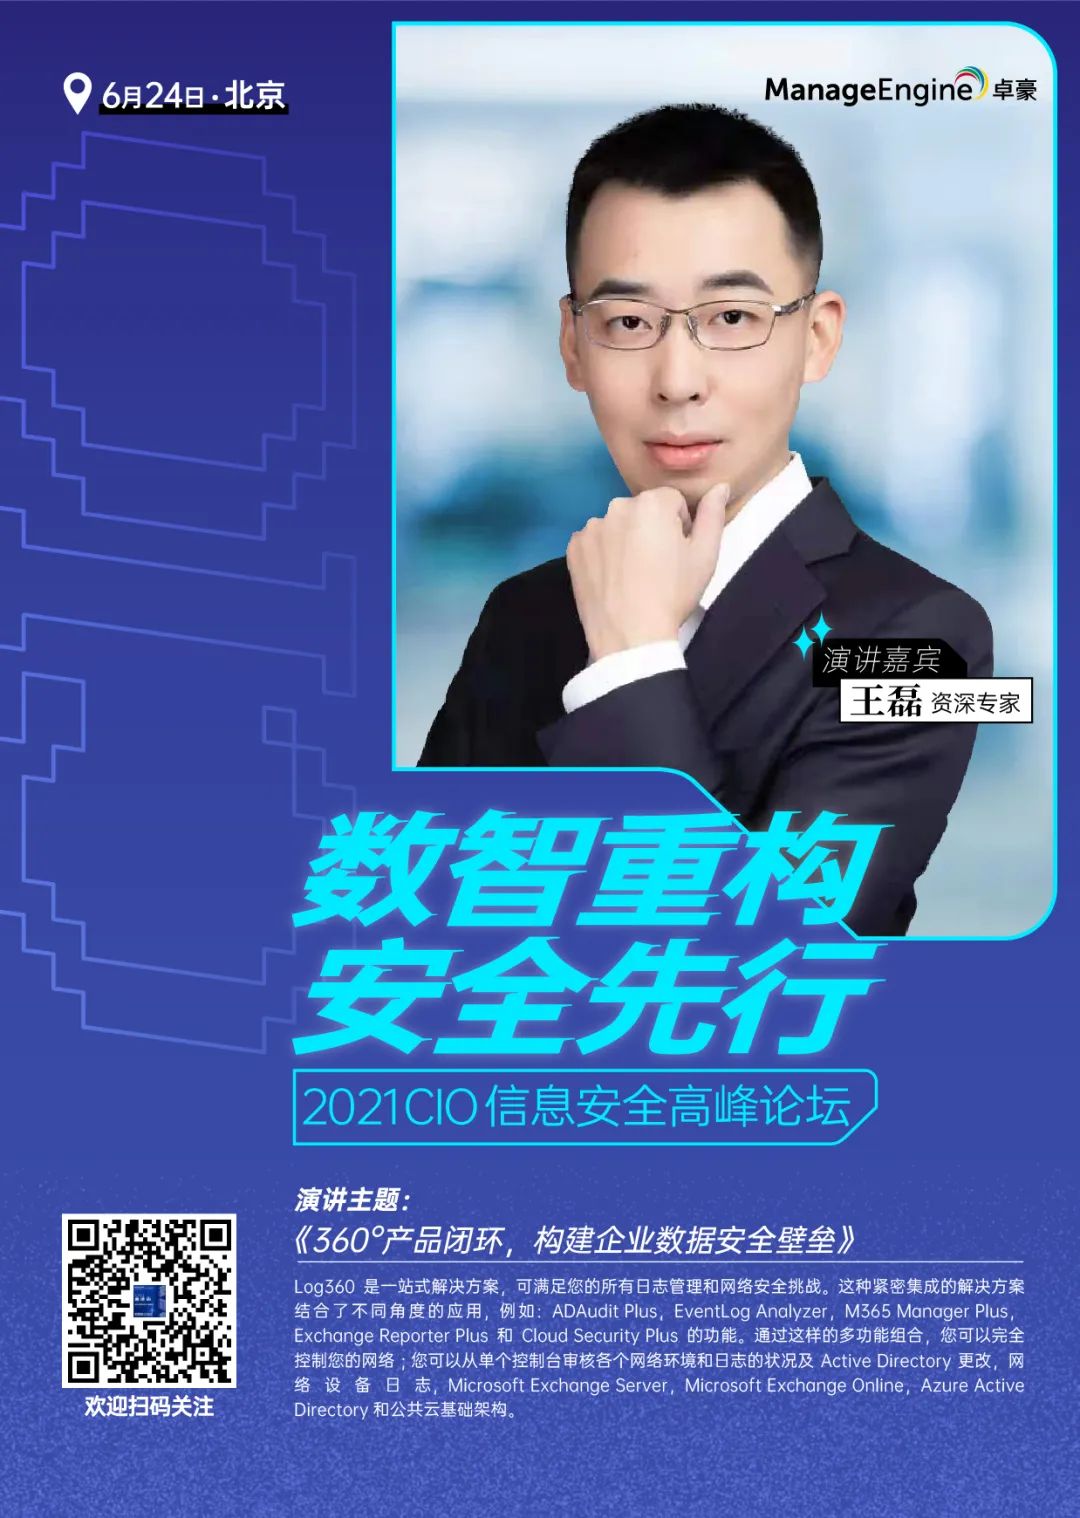 6月24日·北京
ManageEngine 卓豪
演讲嘉宾
王磊 资深专家
数智重构
安全先行
2021CIO信息安全高峰论坛
演讲主题：
《360°产品闭环，构建企业数据安全壁垒》
Log360 是一站式解决方案，可满足您的所有日志管理和网络安全挑战。这种紧密集成的解决方案
结合了不同角度的应用，例如：ADAudit Plus，EventLog Analyzer，M365 Manager Plus，
Exchange Reporter Plus 和 Cloud Security Plus 的功能。通过这样的多功能组合，您可以完全
控制您的网络；您可以从单个控制台审核各个网络环境和日志的状况及 Active Directory 更改，网
络设备日志，Microsoft Exchange Server，Microsoft Exchange Online，Azure Active
Directory 和公共云基础架构。
欢迎扫码关注